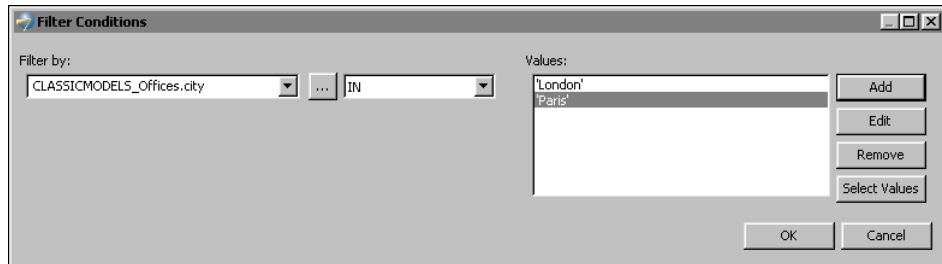 Filter Conditions
Filter by:
CLASSICMODELS_Offices.city
...
IN
Values:
'London'
'Paris'
Add
Edit
Remove
Select Values
OK
Cancel